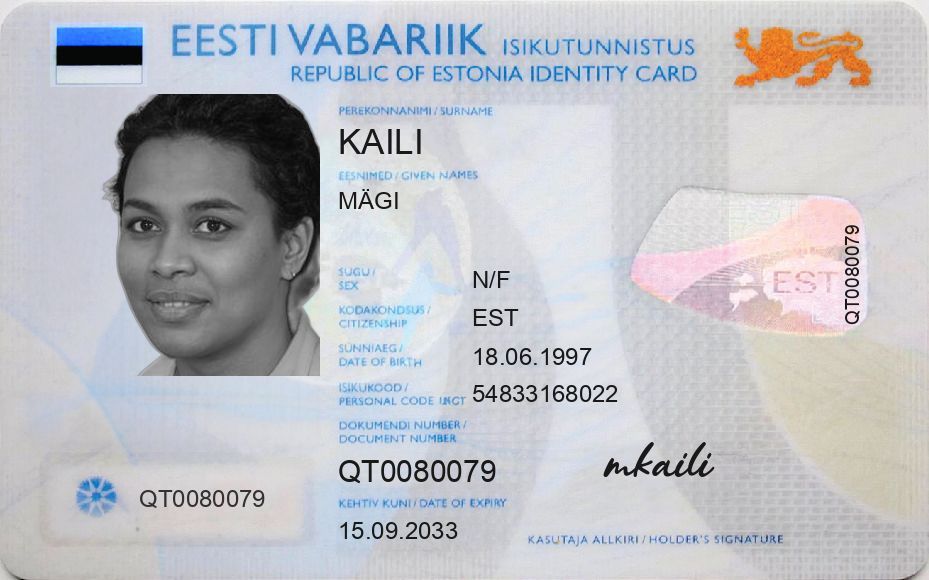 EESTI VABARIIK ISIKUTUNNISTUS
REPUBLIC OF ESTONIA IDENTITY CARD
PEREKONNANIMI / SURNAME
KAILI
EESNIMED / GIVEN NAMES
MÄGI
SUGU /
SEX
N/F
KODAKONDSUS /
CITIZENSHIP
EST
SÜNNIAEG /
DATE OF BIRTH
18.06.1997
ISIKUKOOD /
PERSONAL CODE
54833168022
DOKUMENDI NUMBER /
DOCUMENT NUMBER
QT0080079
KEHTIV KUNI / DATE OF EXPIRY
15.09.2033
QT0080079
EST
QT0080079
mkaili
KASUTAJA ALLKIRI / HOLDER'S SIGNATURE